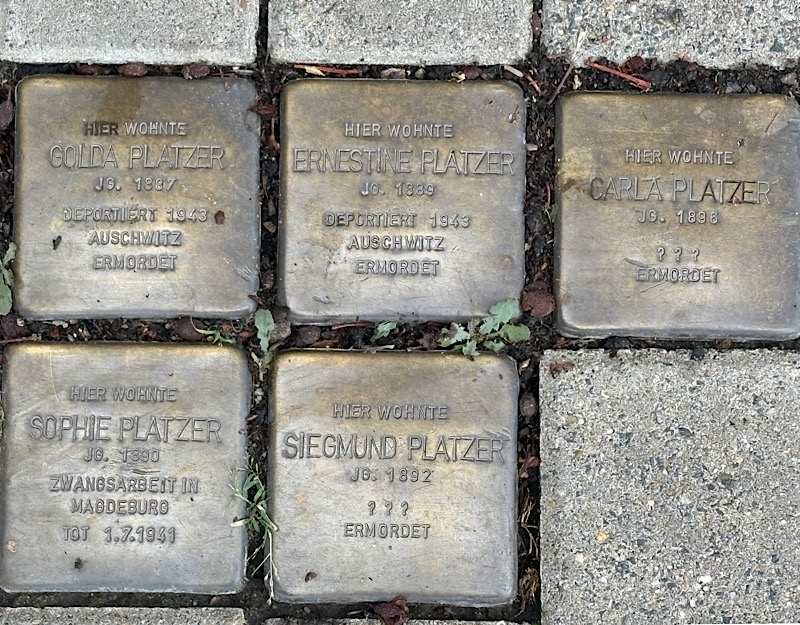 HIER WOHNTE
GOLDA PLATZER
JG. 1887
DEPORTIERT 1943
AUSCHWITZ
ERMORDET
HIER WOHNTE
ERNESTINE PLATZER
JG. 1889
DEPORTIERT 1943
AUSCHWITZ
ERMORDET
HIER WOHNTE
CARLA PLATZER
JG. 1898
? ? ?
ERMORDET
HIER WOHNTE
SOPHIE PLATZER
JG. 1890
ZWANGSARBEIT IN
MAGDEBURG
TOT 1.7.1941
HIER WOHNTE
SIEGMUND PLATZER
JG. 1892
? ? ?
ERMORDET